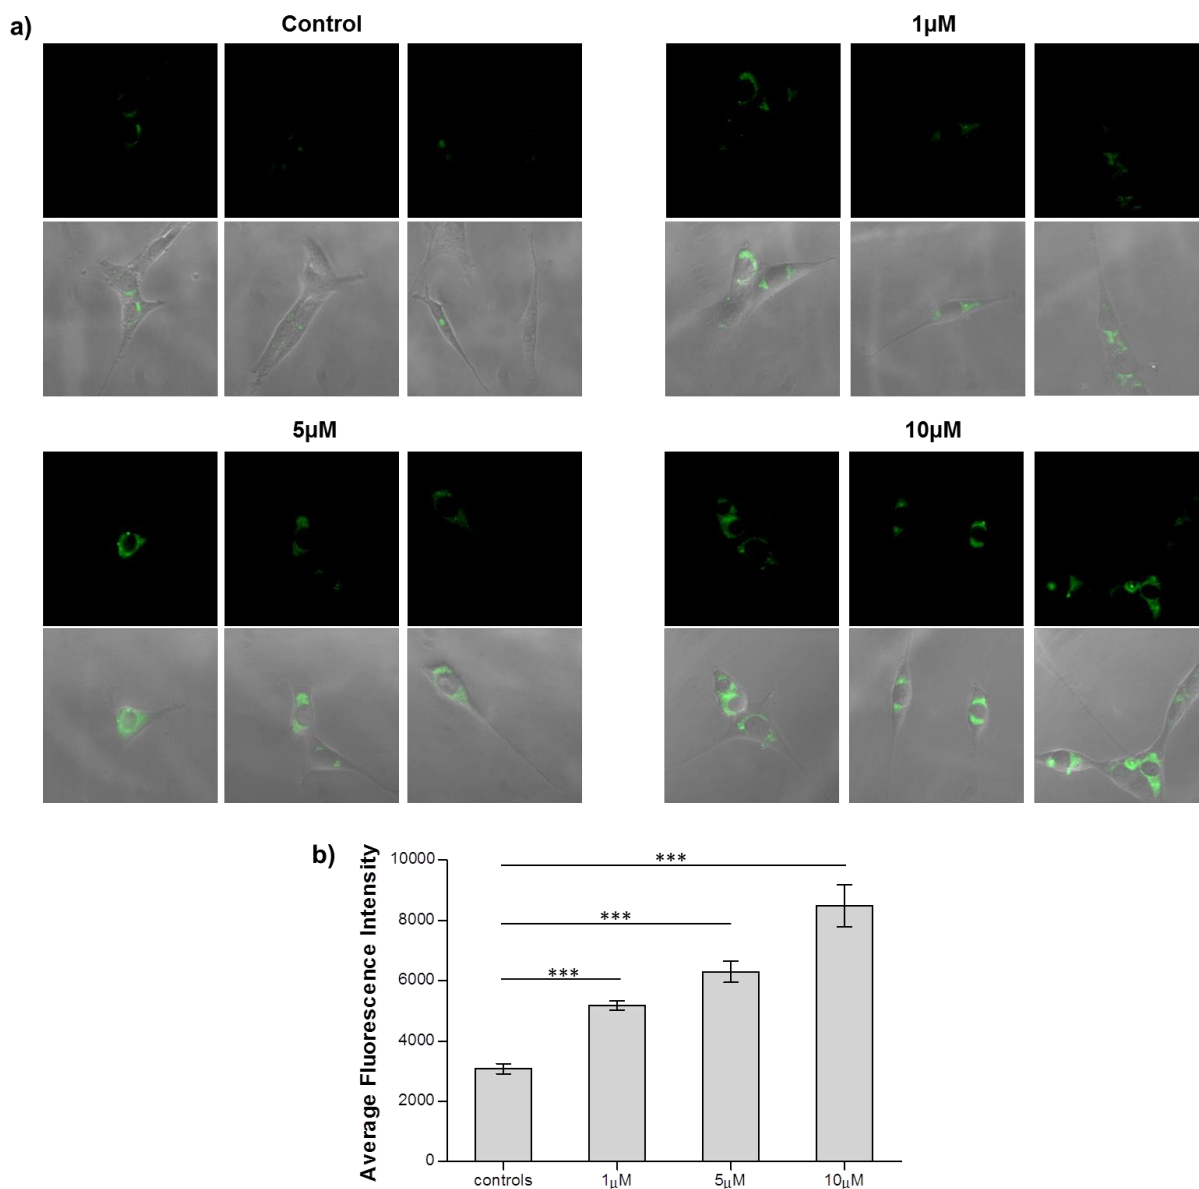 a)
Control
1µM
5µM
10µM
b)
Average Fluorescence Intensity
10000
8000
6000
4000
2000
0
***
***
***
controls
1µM
5µM
10µM